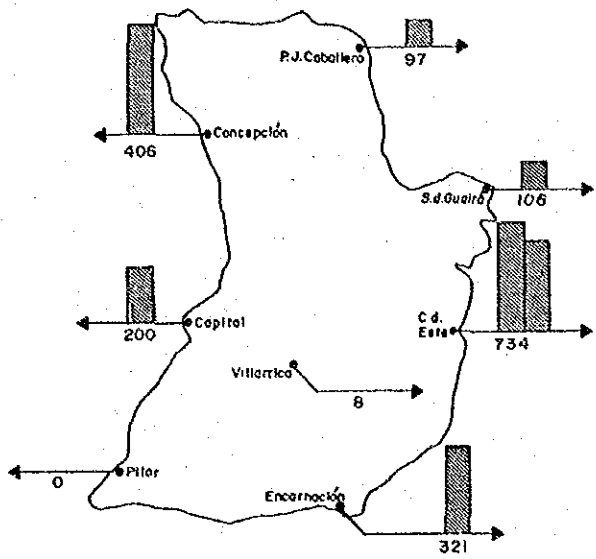 P.J. Caballero
97
Concepción
406
S.d. Guairá
106
Capital
200
Cd.
Este
734
Villarrica
8
Pilar
0
Encarnación
321